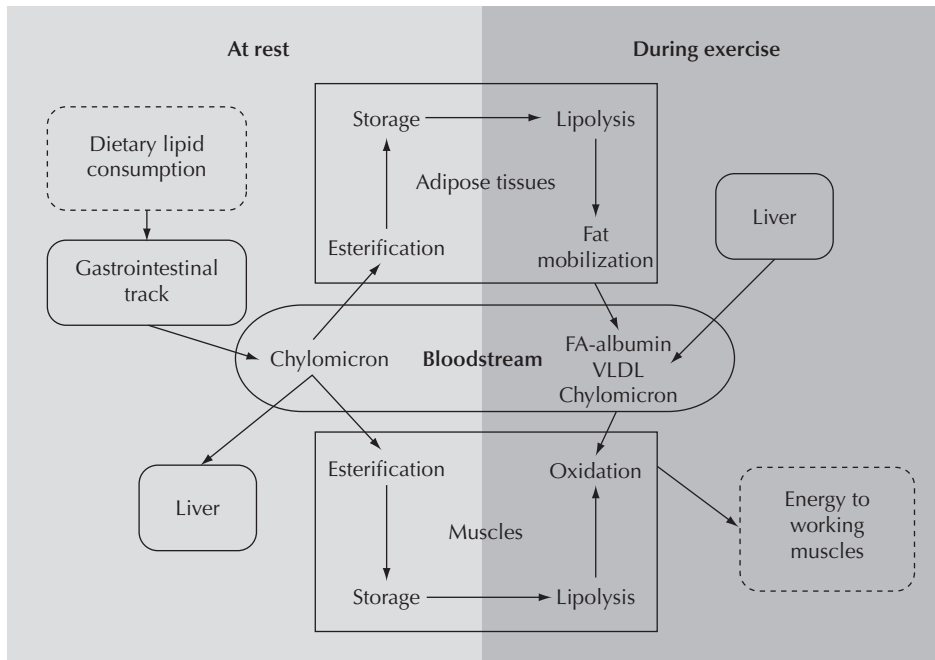 At rest
During exercise
Dietary lipid
consumption
Gastrointestinal
track
Storage
Lipolysis
Adipose tissues
Esterification
Fat
mobilization
Liver
Chylomicron
Bloodstream
FA-albumin
VLDL
Chylomicron
Liver
Esterification
Oxidation
Muscles
Storage
Lipolysis
Energy to
working
muscles